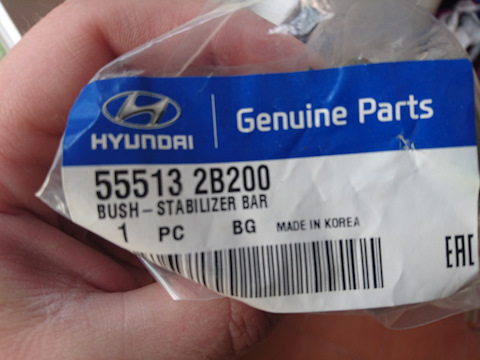 HYUNDAI
Genuine Parts
55513 2B200
BUSH-STABILIZER BAR
1 PC BG MADE IN KOREA
EAC